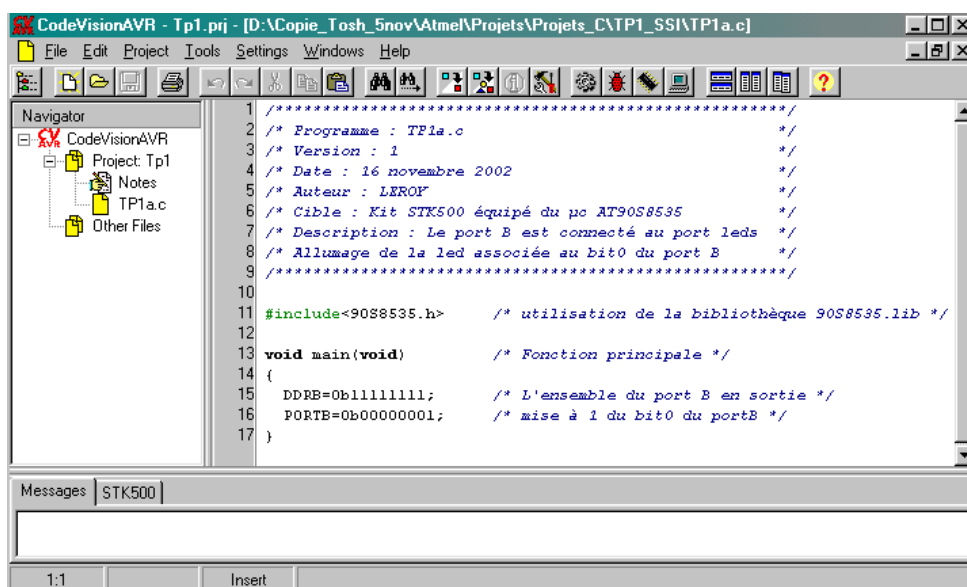 CodeVisionAVR - Tp1.prj - [D:\Copie_Tosh_5nov\Atmel\Projets\Projets_C\TP1_SSI\TP1a.c]
File Edit Project Tools Settings Windows Help
Navigator
CodeVisionAVR
Project: Tp1
Notes
TP1a.c
Other Files
1 /*******************************************************/
2 /* Programme : TP1a.c */
3 /* Version : 1 */
4 /* Date : 16 novembre 2002 */
5 /* Auteur : LEROY */
6 /* Cible : Kit STK500 équipé du µc AT90S8535 */
7 /* Description : Le port B est connecté au port leds */
8 /* Allumage de la led associée au bit0 du port B */
9 /*******************************************************/
10
11 #include<90S8535.h> /* utilisation de la bibliothèque 90S8535.lib */
12
13 void main(void) /* Fonction principale */
14 {
15 DDRB=0b11111111; /* L'ensemble du port B en sortie */
16 PORTB=0b00000001; /* mise à 1 du bit0 du portB */
17 }
Messages STK500
1:1 Insert